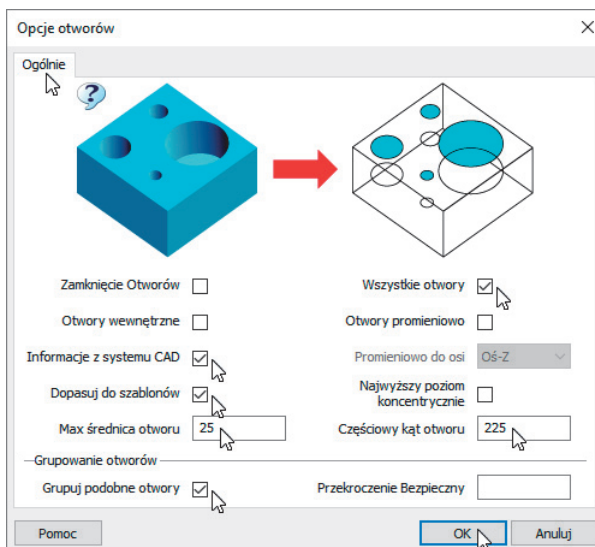 Opcje otworów
Ogólnie
Zamknięcie Otworów
Wszystkie otwory
Otwory wewnętrzne
Otwory promieniowo
Informacje z systemu CAD
Promieniowo do osi Oś-Z
Dopasuj do szablonów
Najwyższy poziom
koncentrycznie
Max średnica otworu 25
Częściowy kąt otworu 225
Grupowanie otworów
Grupuj podobne otwory
Przekroczenie Bezpieczny
Pomoc
OK
Anuluj